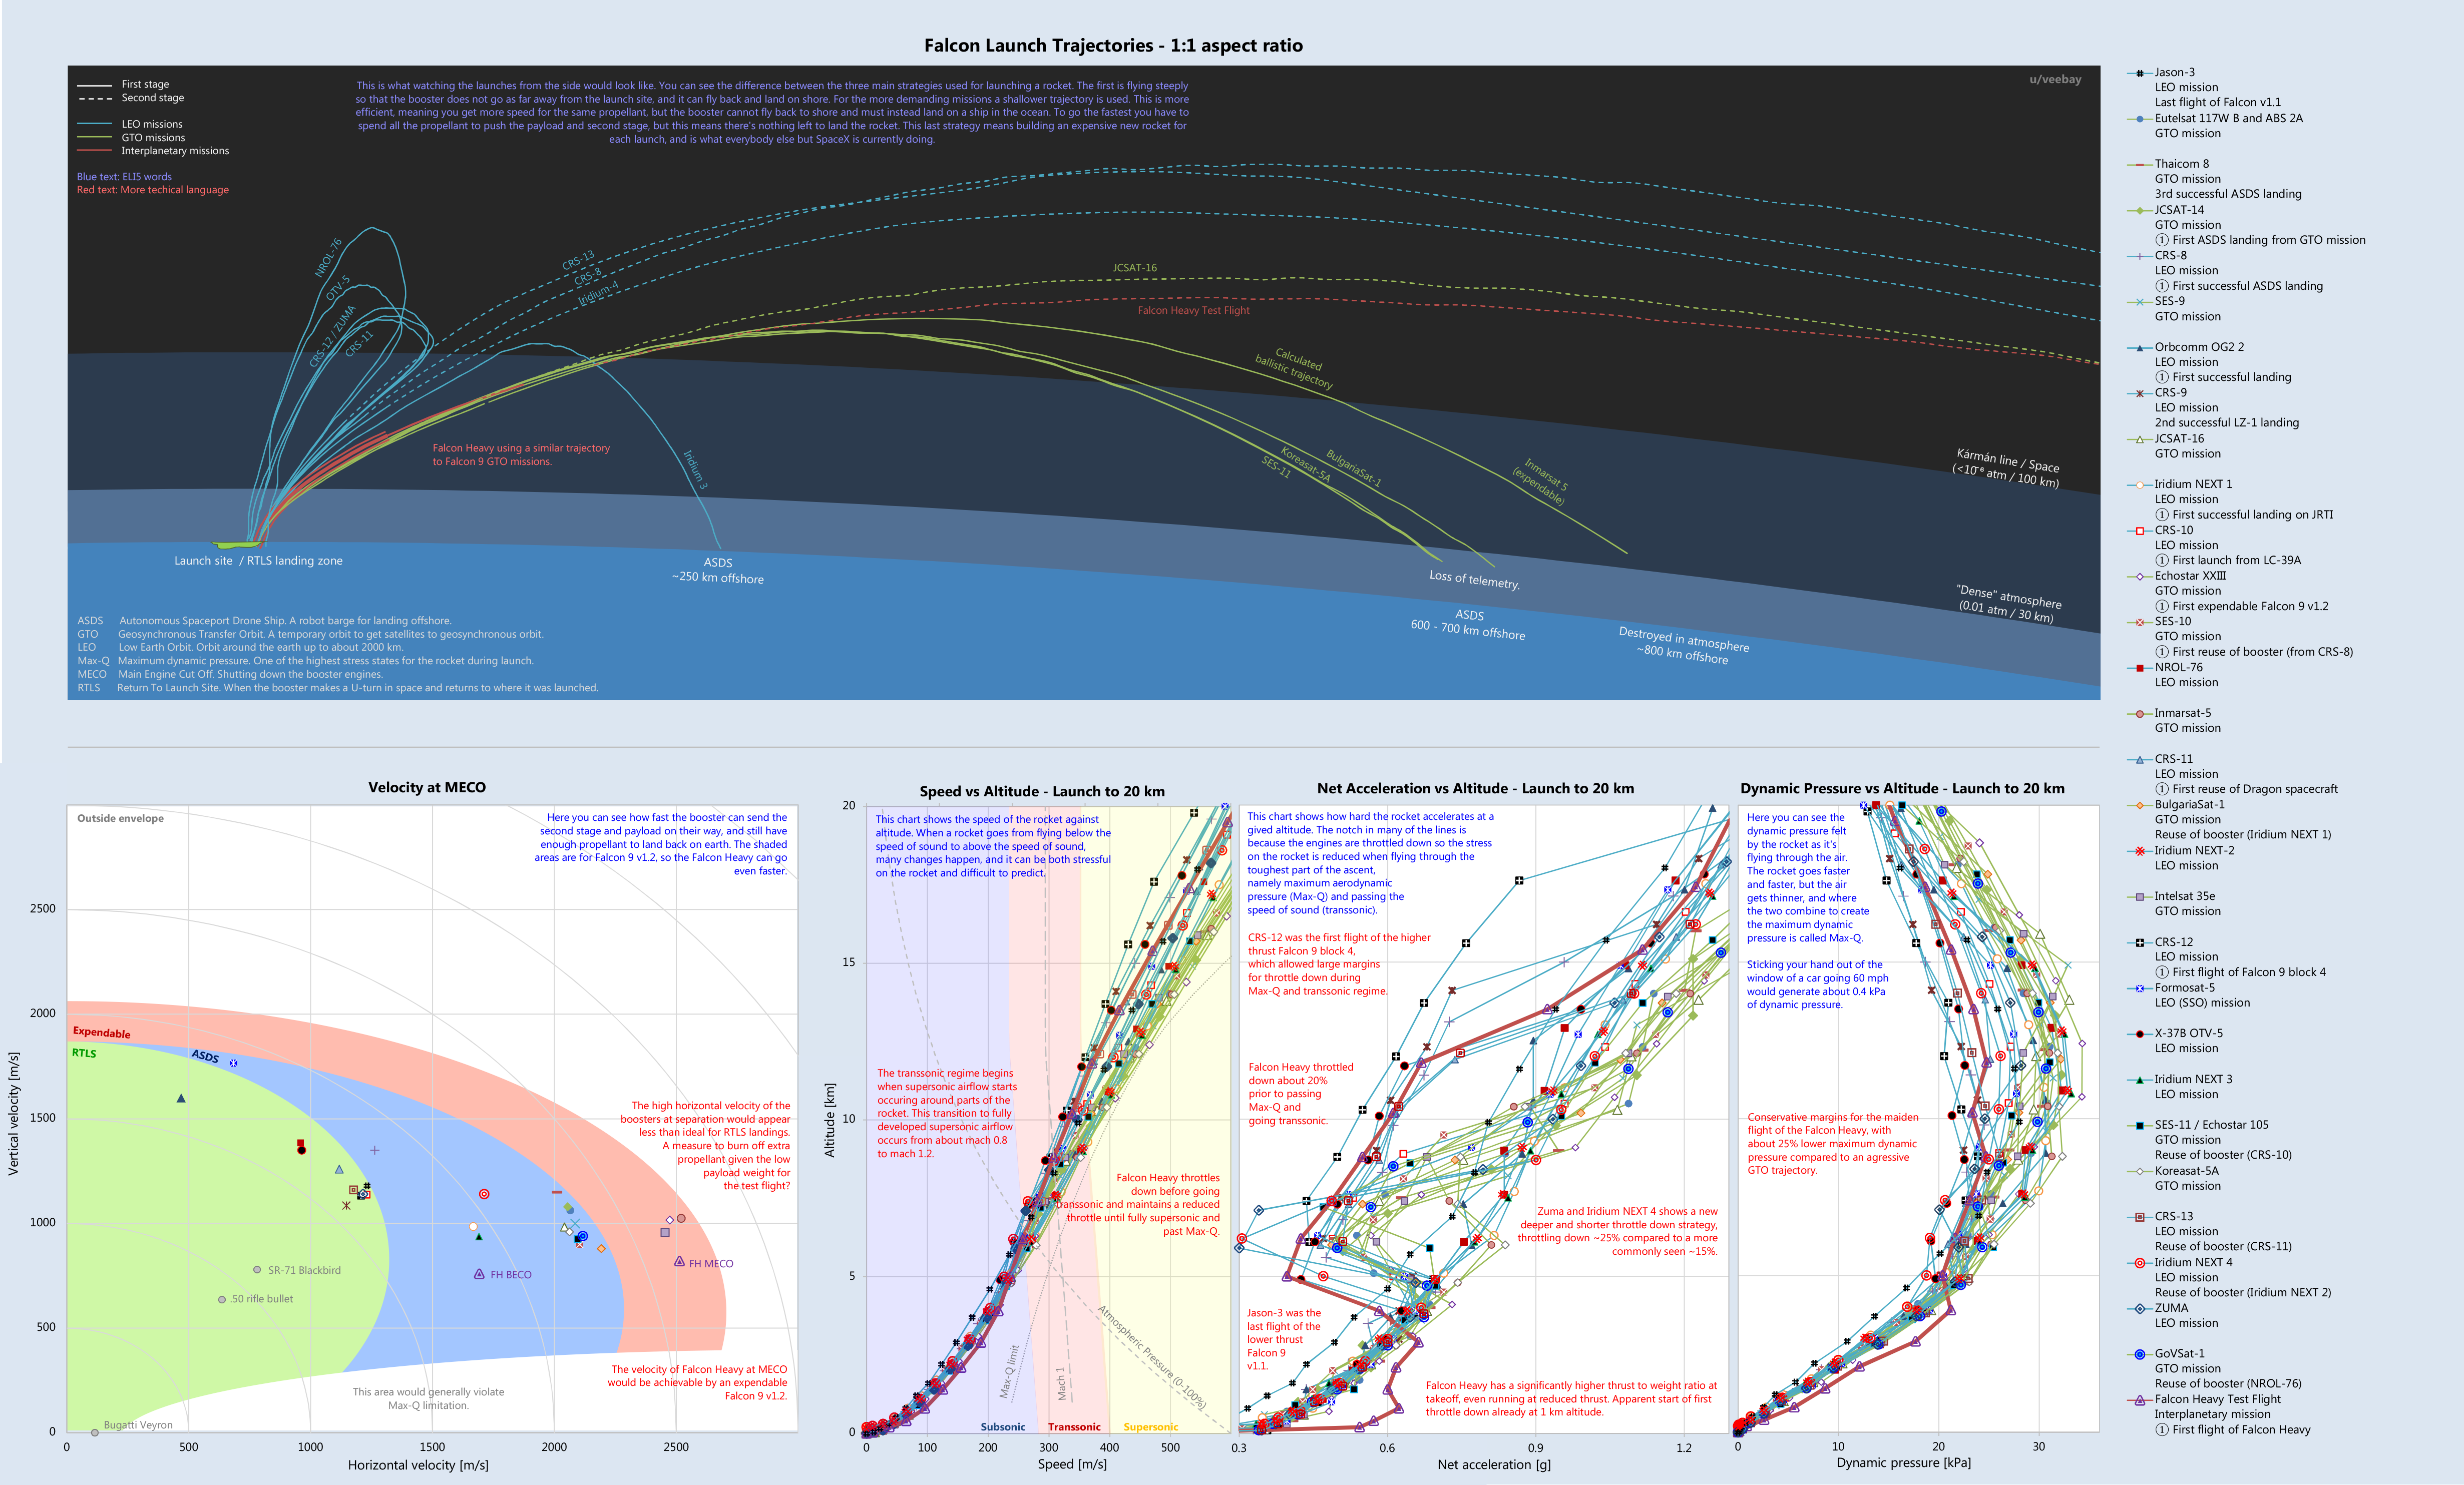 Falcon Launch Trajectories - 1:1 aspect ratio
u/veebay
First stage
Second stage
LEO missions
GTO missions
Interplanetary missions
Blue text: ELI5 words
Red text: More techical language
This is what watching the launches from the side would look like. You can see the difference between the three main strategies used for launching a rocket. The first is flying steeply
so that the booster does not go as far away from the launch site, and it can fly back and land on shore. For the more demanding missions a shallower trajectory is used. This is more
efficient, meaning you get more speed for the same propellant, but the booster cannot fly back to shore and must instead land on a ship in the ocean. To go the fastest you have to
spend all the propellant to push the payload and second stage, but this means there's nothing left to land the rocket. This last strategy means building an expensive new rocket for
each launch, and is what everybody else but SpaceX is currently doing.
NROL-76
OTV-5
CRS-12 / ZUMA
CRS-11
CRS-13
CRS-8
Iridium-4
JCSAT-16
Falcon Heavy Test Flight
Calculated
ballistic trajectory
Falcon Heavy using a similar trajectory
to Falcon 9 GTO missions.
Iridium 3
SES-11
Koreasat-5A
BulgariaSat-1
Inmarsat 5
(expendable)
Kármán line / Space
(<10⁻⁶ atm / 100 km)
"Dense" atmosphere
(0.01 atm / 30 km)
Launch site / RTLS landing zone
ASDS
~250 km offshore
Loss of telemetry.
ASDS
600 - 700 km offshore
Destroyed in atmosphere
~800 km offshore
ASDS Autonomous Spaceport Drone Ship. A robot barge for landing offshore.
GTO Geosynchronous Transfer Orbit. A temporary orbit to get satellites to geosynchronous orbit.
LEO Low Earth Orbit. Orbit around the earth up to about 2000 km.
Max-Q Maximum dynamic pressure. One of the highest stress states for the rocket during launch.
MECO Main Engine Cut Off. Shutting down the booster engines.
RTLS Return To Launch Site. When the booster makes a U-turn in space and returns to where it was launched.
Velocity at MECO
Outside envelope
Here you can see how fast the booster can send the
second stage and payload on their way, and still have
enough propellant to land back on earth. The shaded
areas are for Falcon 9 v1.2, so the Falcon Heavy can go
even faster.
Expendable
RTLS
ASDS
The high horizontal velocity of the
boosters at separation would appear
less than ideal for RTLS landings.
A measure to burn off extra
propellant given the low
payload weight for
the test flight?
SR-71 Blackbird
.50 rifle bullet
FH BECO
FH MECO
The velocity of Falcon Heavy at MECO
would be achievable by an expendable
Falcon 9 v1.2.
This area would generally violate
Max-Q limitation.
Bugatti Veyron
2500
2000
1500
1000
500
0
0 500 1000 1500 2000 2500
Vertical velocity [m/s]
Horizontal velocity [m/s]
Speed vs Altitude - Launch to 20 km
This chart shows the speed of the rocket against
altitude. When a rocket goes from flying below the
speed of sound to above the speed of sound,
many changes happen, and it can be both stressful
on the rocket and difficult to predict.
The transsonic regime begins
when supersonic airflow starts
occuring around parts of the
rocket. This transition to fully
developed supersonic airflow
occurs from about mach 0.8
to mach 1.2.
Falcon Heavy throttles
down before going
transsonic and maintains a reduced
throttle until fully supersonic and
past Max-Q.
Max-Q limit
Mach 1
Atmospheric Pressure (0-100%)
Subsonic
Transsonic
Supersonic
20
15
10
5
0
0 100 200 300 400 500
Altitude [km]
Speed [m/s]
Net Acceleration vs Altitude - Launch to 20 km
This chart shows how hard the rocket accelerates at a
gived altitude. The notch in many of the lines is
because the engines are throttled down so the stress
on the rocket is reduced when flying through the
toughest part of the ascent,
namely maximum aerodynamic
pressure (Max-Q) and passing the
speed of sound (transsonic).
CRS-12 was the first flight of the higher
thrust Falcon 9 block 4,
which allowed large margins
for throttle down during
Max-Q and transsonic regime.
Falcon Heavy throttled
down about 20%
prior to passing
Max-Q and
going transsonic.
Zuma and Iridium NEXT 4 shows a new
deeper and shorter throttle down strategy,
throttling down ~25% compared to a more
commonly seen ~15%.
Jason-3 was the
last flight of the
lower thrust
Falcon 9
v1.1.
Falcon Heavy has a significantly higher thrust to weight ratio at
takeoff, even running at reduced thrust. Apparent start of first
throttle down already at 1 km altitude.
0.3 0.6 0.9 1.2
Net acceleration [g]
Dynamic Pressure vs Altitude - Launch to 20 km
Here you can see the
dynamic pressure felt
by the rocket as it's
flying through the air.
The rocket goes faster
and faster, but the air
gets thinner, and where
the two combine to create
the maximum dynamic
pressure is called Max-Q.
Sticking your hand out of the
window of a car going 60 mph
would generate about 0.4 kPa
of dynamic pressure.
Conservative margins for the maiden
flight of the Falcon Heavy, with
about 25% lower maximum dynamic
pressure compared to an agressive
GTO trajectory.
0 10 20 30
Dynamic pressure [kPa]
Jason-3
LEO mission
Last flight of Falcon v1.1
Eutelsat 117W B and ABS 2A
GTO mission
Thaicom 8
GTO mission
3rd successful ASDS landing
JCSAT-14
GTO mission
① First ASDS landing from GTO mission
CRS-8
LEO mission
① First successful ASDS landing
SES-9
GTO mission
Orbcomm OG2 2
LEO mission
① First successful landing
CRS-9
LEO mission
2nd successful LZ-1 landing
JCSAT-16
GTO mission
Iridium NEXT 1
LEO mission
① First successful landing on JRTI
CRS-10
LEO mission
① First launch from LC-39A
Echostar XXIII
GTO mission
① First expendable Falcon 9 v1.2
SES-10
GTO mission
① First reuse of booster (from CRS-8)
NROL-76
LEO mission
Inmarsat-5
GTO mission
CRS-11
LEO mission
① First reuse of Dragon spacecraft
BulgariaSat-1
GTO mission
Reuse of booster (Iridium NEXT 1)
Iridium NEXT-2
LEO mission
Intelsat 35e
GTO mission
CRS-12
LEO mission
① First flight of Falcon 9 block 4
Formosat-5
LEO (SSO) mission
X-37B OTV-5
LEO mission
Iridium NEXT 3
LEO mission
SES-11 / Echostar 105
GTO mission
Reuse of booster (CRS-10)
Koreasat-5A
GTO mission
CRS-13
LEO mission
Reuse of booster (CRS-11)
Iridium NEXT 4
LEO mission
Reuse of booster (Iridium NEXT 2)
ZUMA
LEO mission
GoVSat-1
GTO mission
Reuse of booster (NROL-76)
Falcon Heavy Test Flight
Interplanetary mission
① First flight of Falcon Heavy